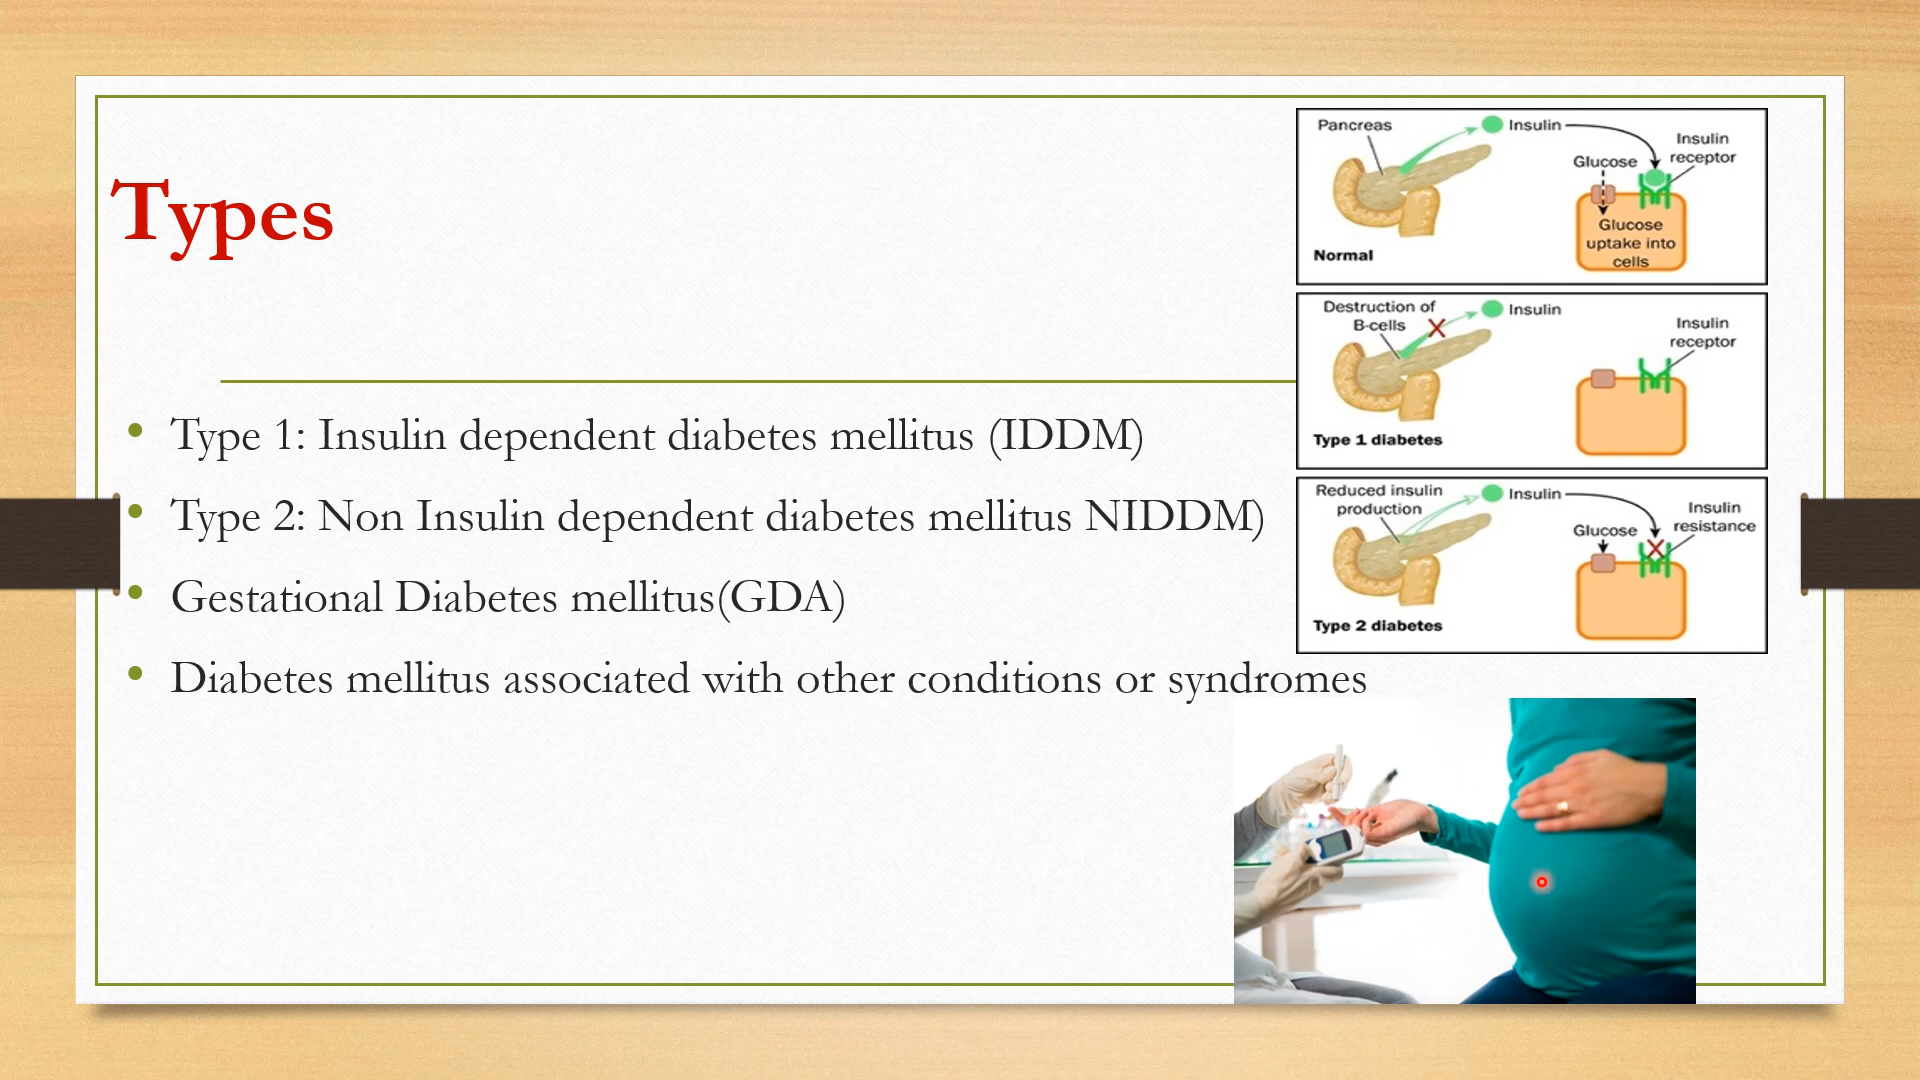 Types
• Type 1: Insulin dependent diabetes mellitus (IDDM)
• Type 2: Non Insulin dependent diabetes mellitus NIDDM)
• Gestational Diabetes mellitus(GDA)
• Diabetes mellitus associated with other conditions or syndromes
Pancreas
Insulin
Insulin
receptor
Glucose
Glucose
uptake into
cells
Normal
Destruction of
B-cells
Insulin
Insulin
receptor
Type 1 diabetes
Reduced insulin
production
Insulin
Insulin
resistance
Glucose
Type 2 diabetes